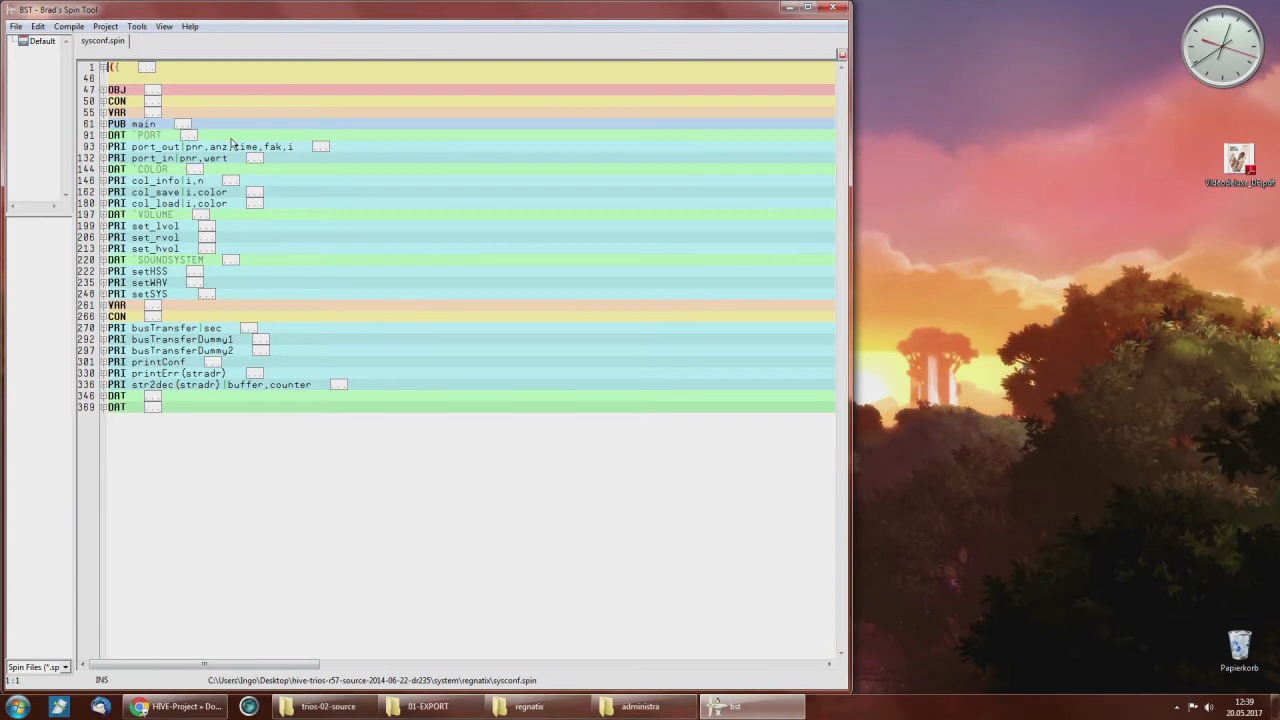 BST - Brad's Spin Tool
File Edit Compile Project Tools View Help
Default
sysconf.spin
1 {{ ...
46
47 OBJ ...
50 CON ...
55 VAR ...
61 PUB main ...
91 DAT 'PORT ...
93 PRI port_out|pnr,anz,time,fak,i ...
132 PRI port_in|pnr,wert ...
144 DAT 'COLOR ...
146 PRI col_info|i,n ...
162 PRI col_save|i,color ...
180 PRI col_load|i,color ...
197 DAT 'VOLUME ...
199 PRI set_lvol ...
206 PRI set_rvol ...
213 PRI set_hvol ...
220 DAT 'SOUNDSYSTEM ...
222 PRI setHSS ...
235 PRI setWAV ...
248 PRI setSYS ...
261 VAR ...
266 CON ...
270 PRI busTransfer|sec ...
292 PRI busTransferDummy1 ...
297 PRI busTransferDummy2 ...
301 PRI printConf ...
330 PRI printErr(stradr) ...
336 PRI str2dec(stradr)|buffer,counter ...
346 DAT ...
369 DAT ...
Spin Files (*.sp
1 : 1 INS C:\Users\Ingo\Desktop\hive-trios-r57-source-2014-06-22-dr235\system\regnatix\sysconf.spin
Videodeluxe_DE.pdf
Papierkorb
HIVE-Project » Do... trios-02-source 01-EXPORT regnatix administra bst
12:39
20.05.2017